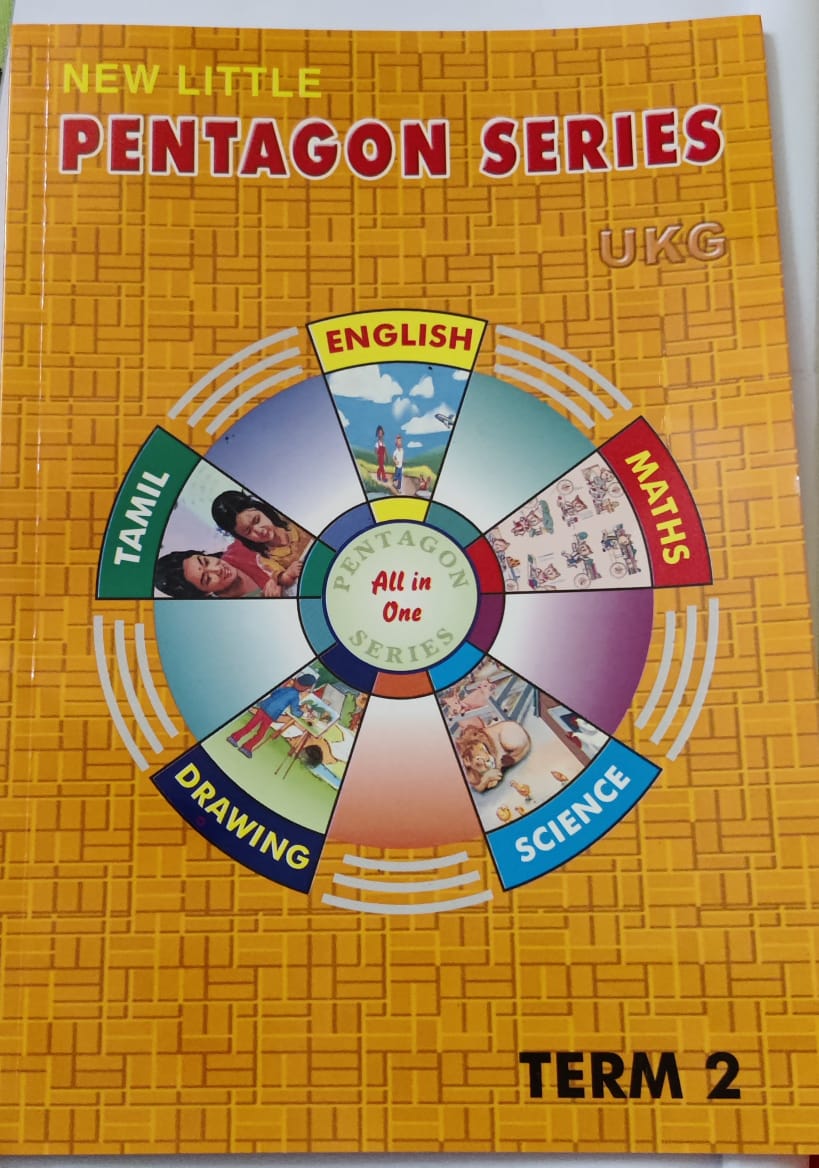 NEW LITTLE
PENTAGON SERIES
UKG
ENGLISH
TAMIL
MATHS
PENTAGON
All in
One
SERIES
DRAWING
SCIENCE
TERM 2